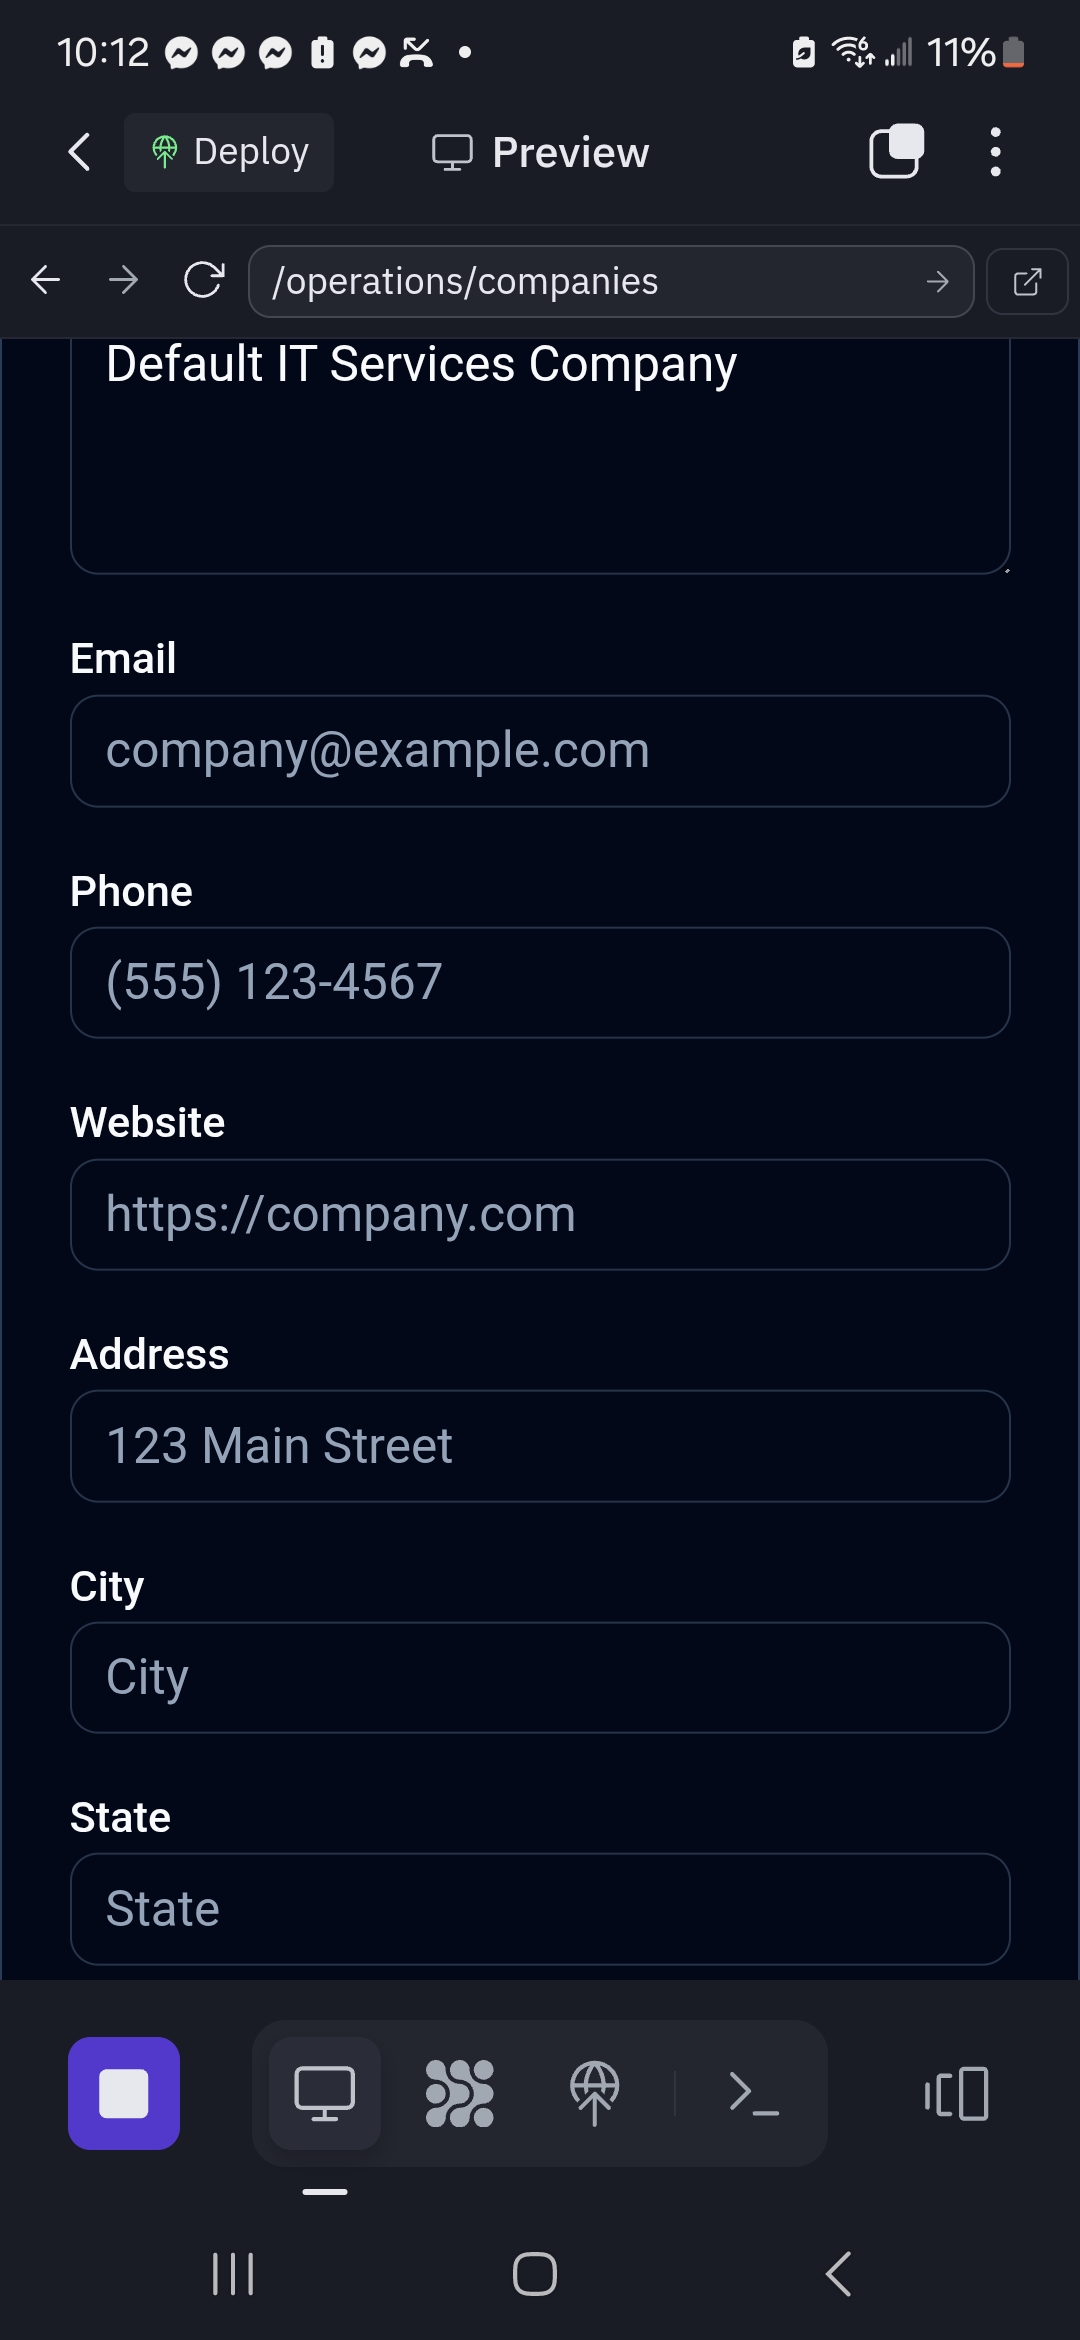 10:12
6
11%
Deploy
Preview
/operations/companies
Default IT Services Company
Email
company@example.com
Phone
(555) 123-4567
Website
https://company.com
Address
123 Main Street
City
City
State
State